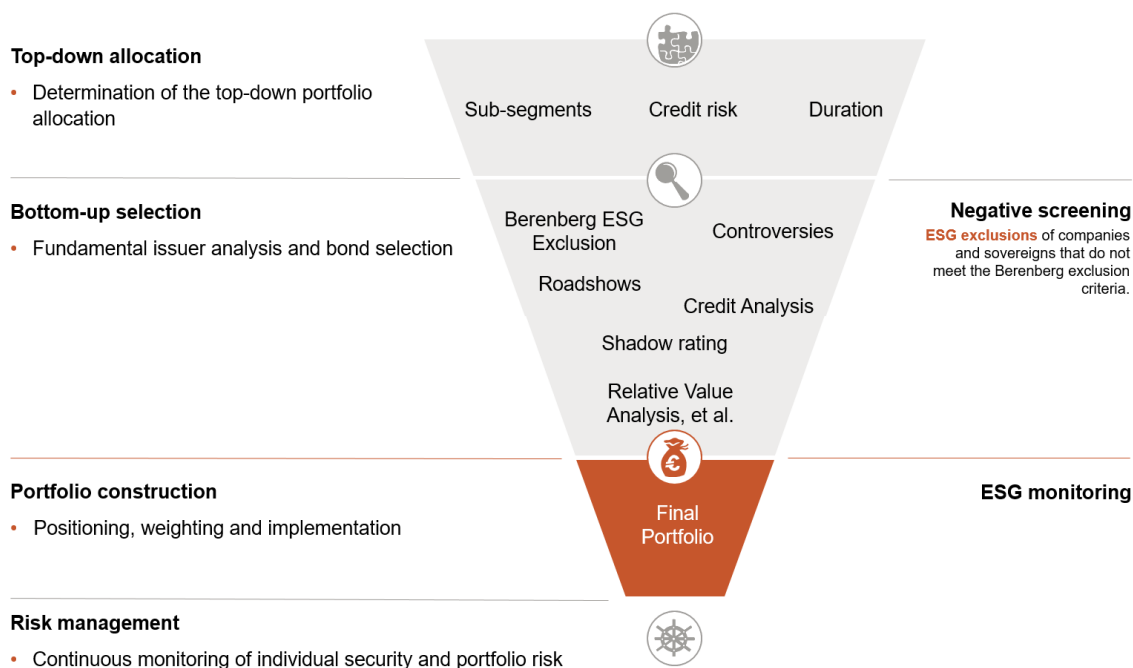 Top-down allocation
• Determination of the top-down portfolio
allocation
Sub-segments
Credit risk
Duration
Bottom-up selection
• Fundamental issuer analysis and bond selection
Berenberg ESG
Exclusion
Controversies
Roadshows
Credit Analysis
Shadow rating
Relative Value
Analysis, et al.
Negative screening
ESG exclusions of companies
and sovereigns that do not
meet the Berenberg exclusion
criteria.
Portfolio construction
• Positioning, weighting and implementation
€
Final
Portfolio
ESG monitoring
Risk management
• Continuous monitoring of individual security and portfolio risk